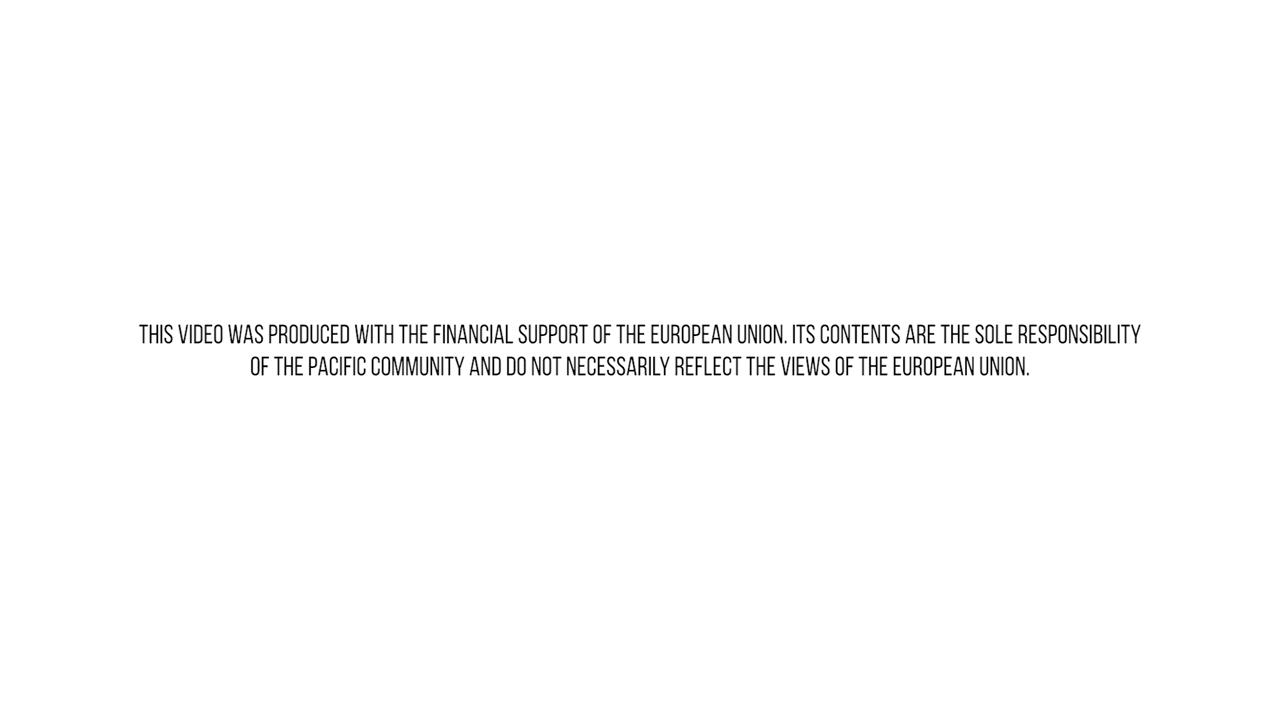 THIS VIDEO WAS PRODUCED WITH THE FINANCIAL SUPPORT OF THE EUROPEAN UNION. ITS CONTENTS ARE THE SOLE RESPONSIBILITY
OF THE PACIFIC COMMUNITY AND DO NOT NECESSARILY REFLECT THE VIEWS OF THE EUROPEAN UNION.